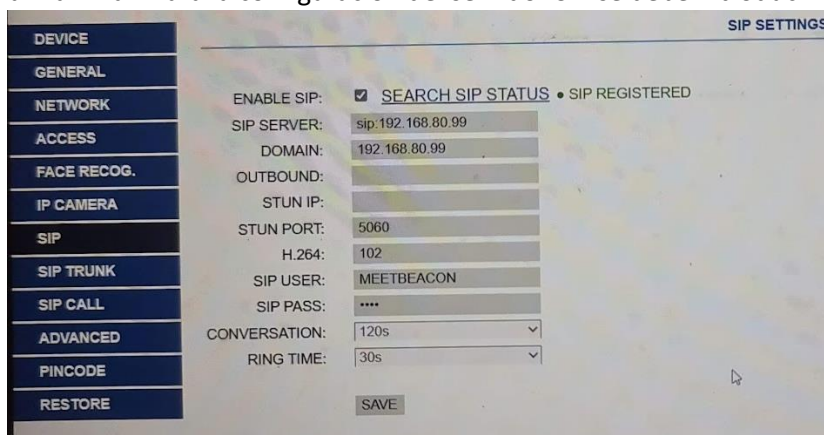 SIP SETTINGS
DEVICE
GENERAL
NETWORK
ACCESS
FACE RECOG.
IP CAMERA
SIP
SIP TRUNK
SIP CALL
ADVANCED
PINCODE
RESTORE
ENABLE SIP: SEARCH SIP STATUS • SIP REGISTERED
SIP SERVER: sip:192.168.80.99
DOMAIN: 192.168.80.99
OUTBOUND:
STUN IP:
STUN PORT: 5060
H.264: 102
SIP USER: MEETBEACON
SIP PASS: ••••
CONVERSATION: 120s
RING TIME: 30s
SAVE